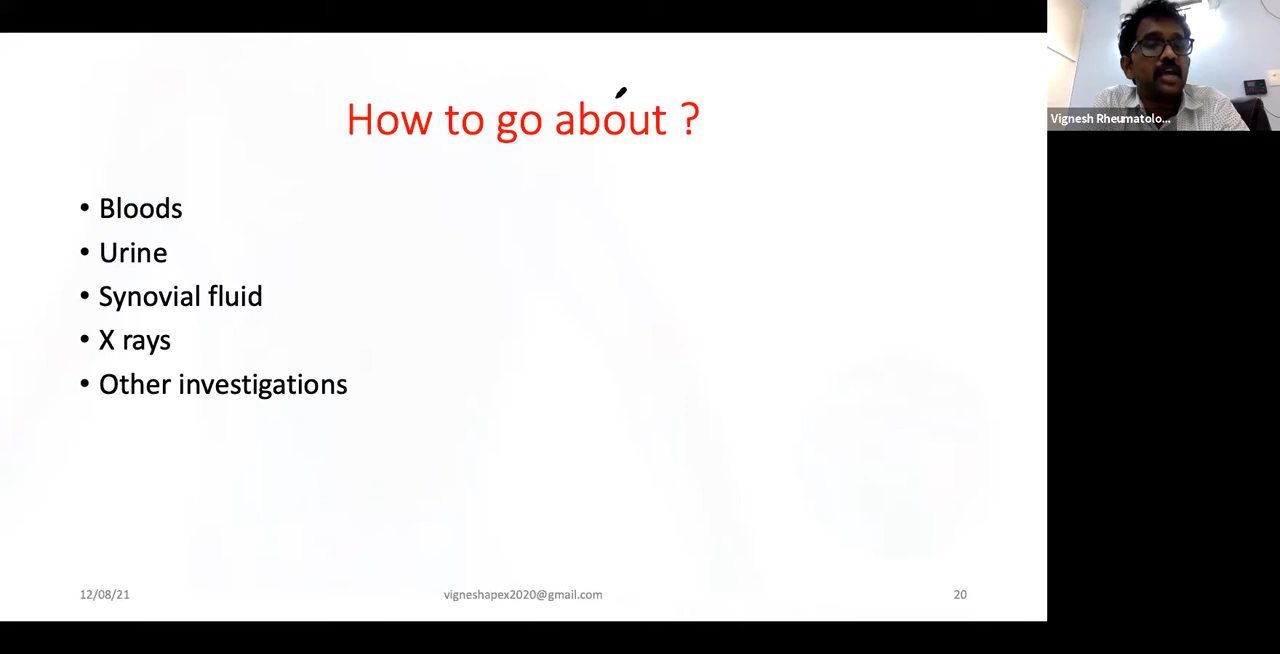 How to go about ?
• Bloods
• Urine
• Synovial fluid
• X rays
• Other investigations
12/08/21
vigneshapex2020@gmail.com
20
Vignesh Rheumatolo...